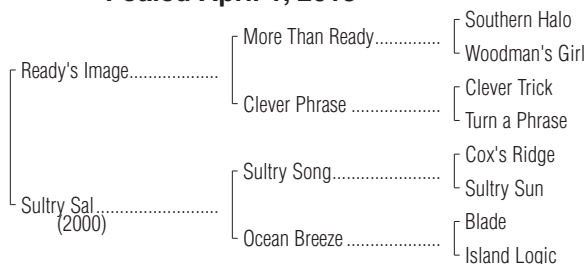 Foaled April 1,
Southern Halo
More Than Ready
Woodman's Girl
Ready's Image
Clever Trick
Clever Phrase
Turn a Phrase
Cox's Ridge
Sultry Song
Sultry Sun
Sultry Sal
(2000)
Blade
Ocean Breeze
Island Logic